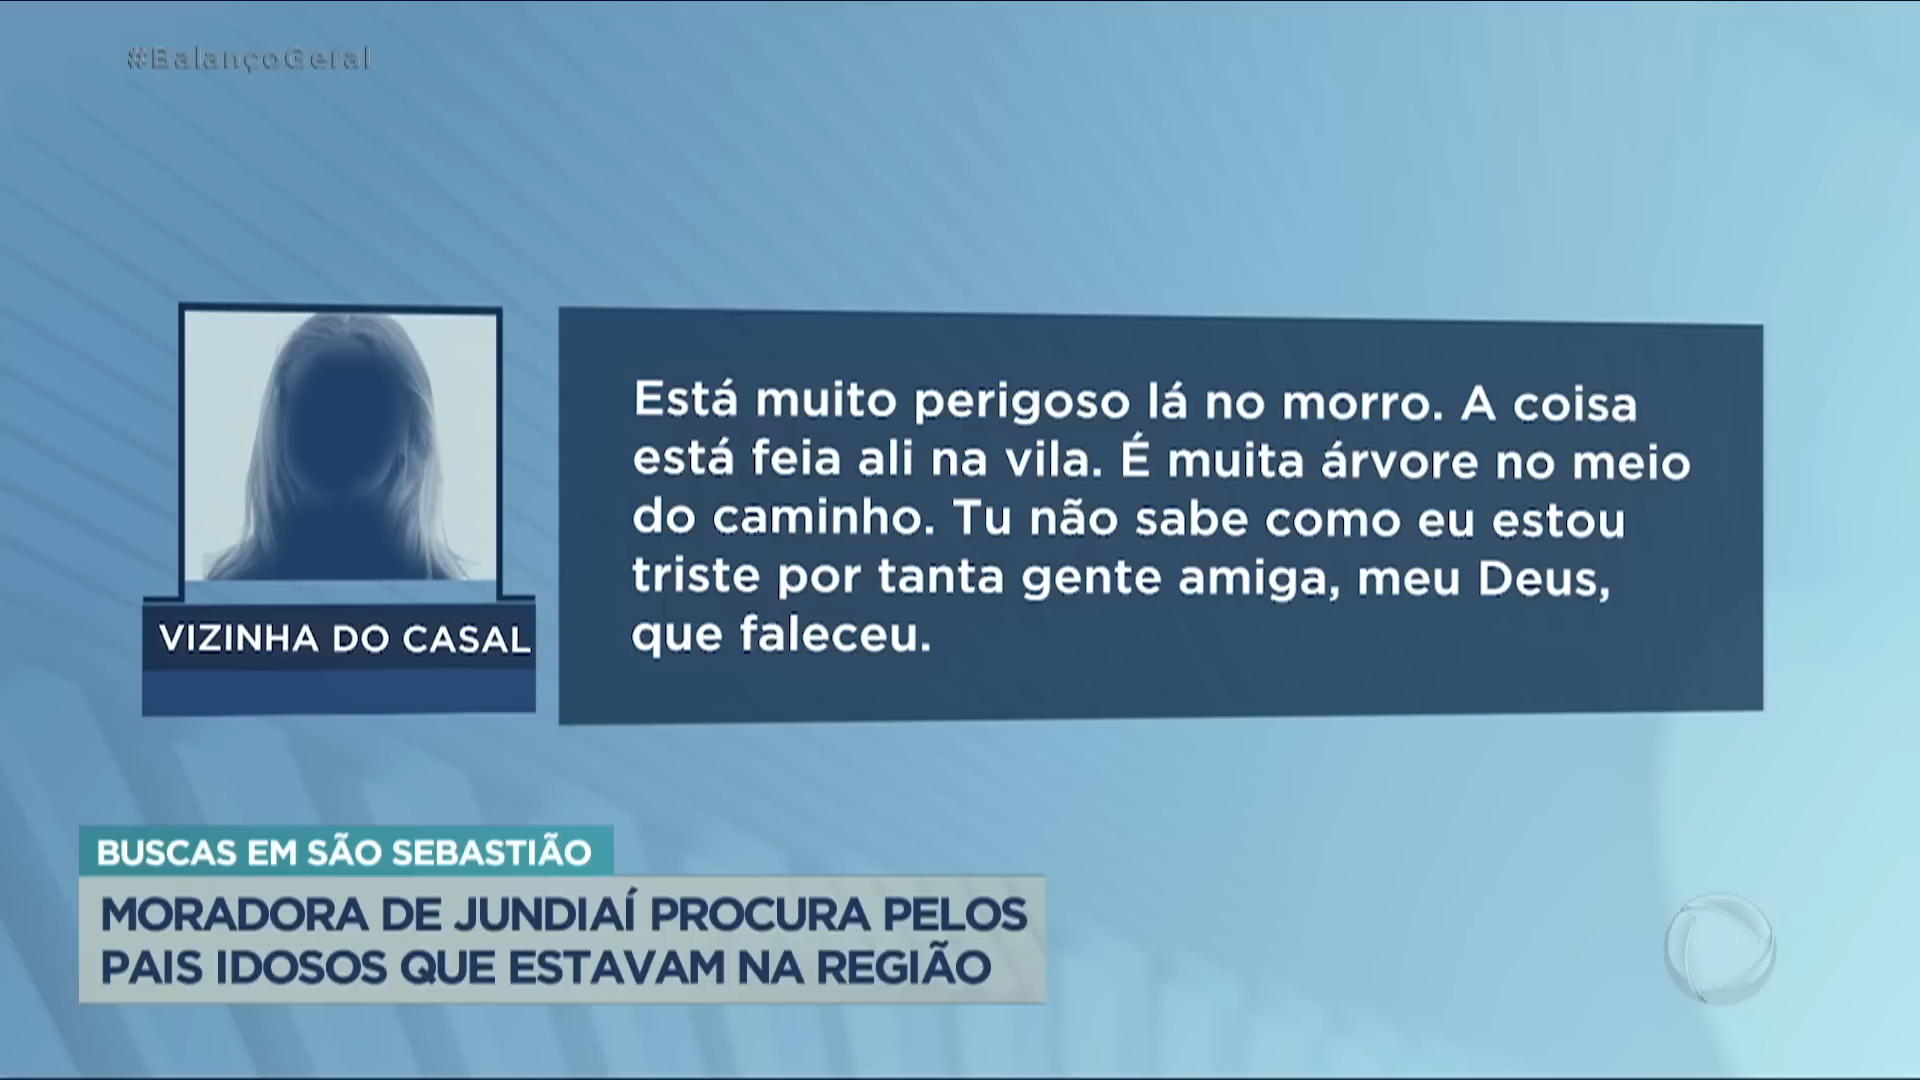 #BalançoGeral
Está muito perigoso lá no morro. A coisa
está feia ali na vila. É muita árvore no meio
do caminho. Tu não sabe como eu estou
triste por tanta gente amiga, meu Deus,
que faleceu.
VIZINHA DO CASAL
BUSCAS EM SÃO SEBASTIÃO
MORADORA DE JUNDIAÍ PROCURA PELOS
PAIS IDOSOS QUE ESTAVAM NA REGIÃO